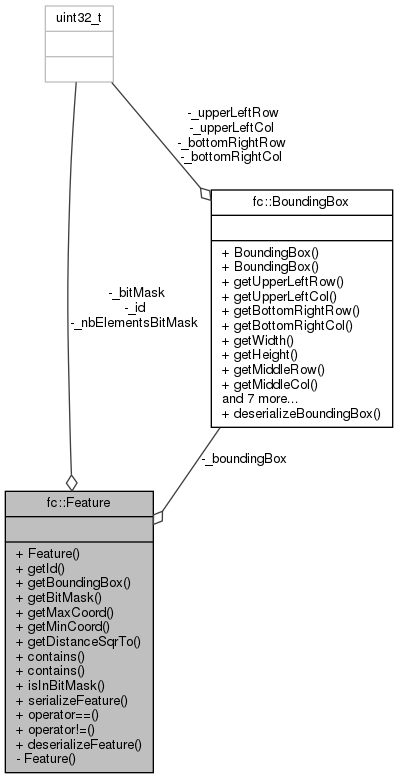 uint32_t
-_upperLeftRow
-_upperLeftCol
-_bottomRightRow
-_bottomRightCol
fc::BoundingBox
+ BoundingBox()
+ BoundingBox()
+ getUpperLeftRow()
+ getUpperLeftCol()
+ getBottomRightRow()
+ getBottomRightCol()
+ getWidth()
+ getHeight()
+ getMiddleRow()
+ getMiddleCol()
and 7 more...
+ deserializeBoundingBox()
-_bitMask
-_id
-_nbElementsBitMask
-_boundingBox
fc::Feature
+ Feature()
+ getId()
+ getBoundingBox()
+ getBitMask()
+ getMaxCoord()
+ getMinCoord()
+ getDistanceSqrTo()
+ contains()
+ contains()
+ isInBitMask()
+ serializeFeature()
+ operator==()
+ operator!=()
+ deserializeFeature()
- Feature()